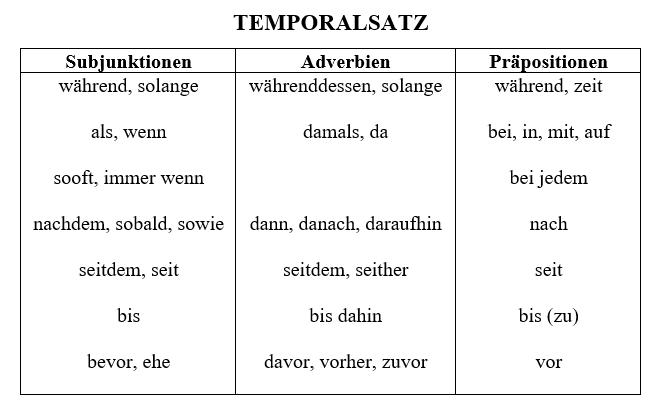 TEMPORALSATZ
Subjunktionen Adverbien Präpositionen
während, solange währenddessen, solange während, zeit
als, wenn damals, da bei, in, mit, auf
sooft, immer wenn bei jedem
nachdem, sobald, sowie dann, danach, daraufhin nach
seitdem, seit seitdem, seither seit
bis bis dahin bis (zu)
bevor, ehe davor, vorher, zuvor vor